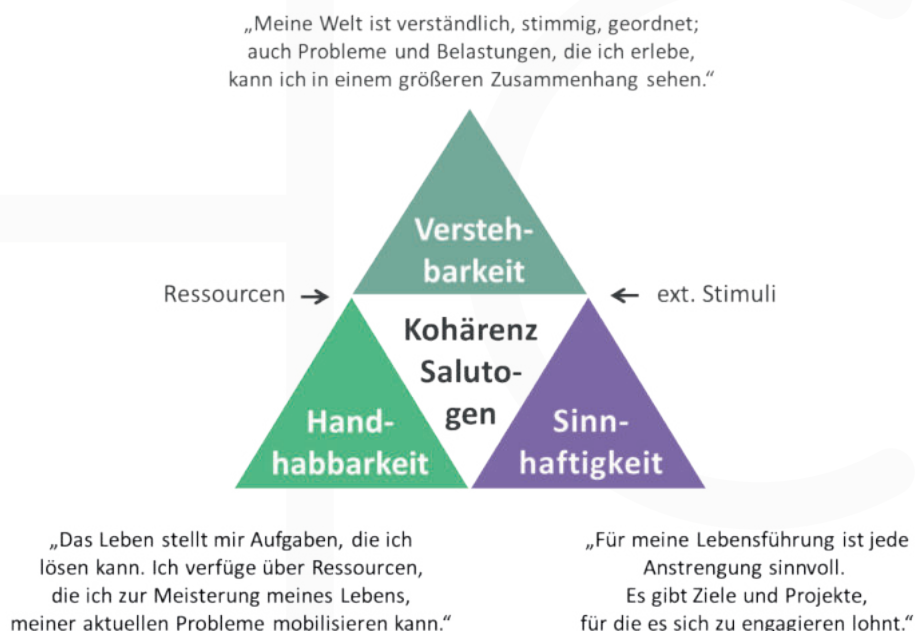 „Meine Welt ist verständlich, stimmig, geordnet;
auch Probleme und Belastungen, die ich erlebe,
kann ich in einem größeren Zusammenhang sehen.“
Versteh-
barkeit
Ressourcen →
← ext. Stimuli
Kohärenz
Saluto-
gen
Hand-
habbarkeit
Sinn-
haftigkeit
„Das Leben stellt mir Aufgaben, die ich
lösen kann. Ich verfüge über Ressourcen,
die ich zur Meisterung meines Lebens,
meiner aktuellen Probleme mobilisieren kann.“
„Für meine Lebensführung ist jede
Anstrengung sinnvoll.
Es gibt Ziele und Projekte,
für die es sich zu engagieren lohnt.“